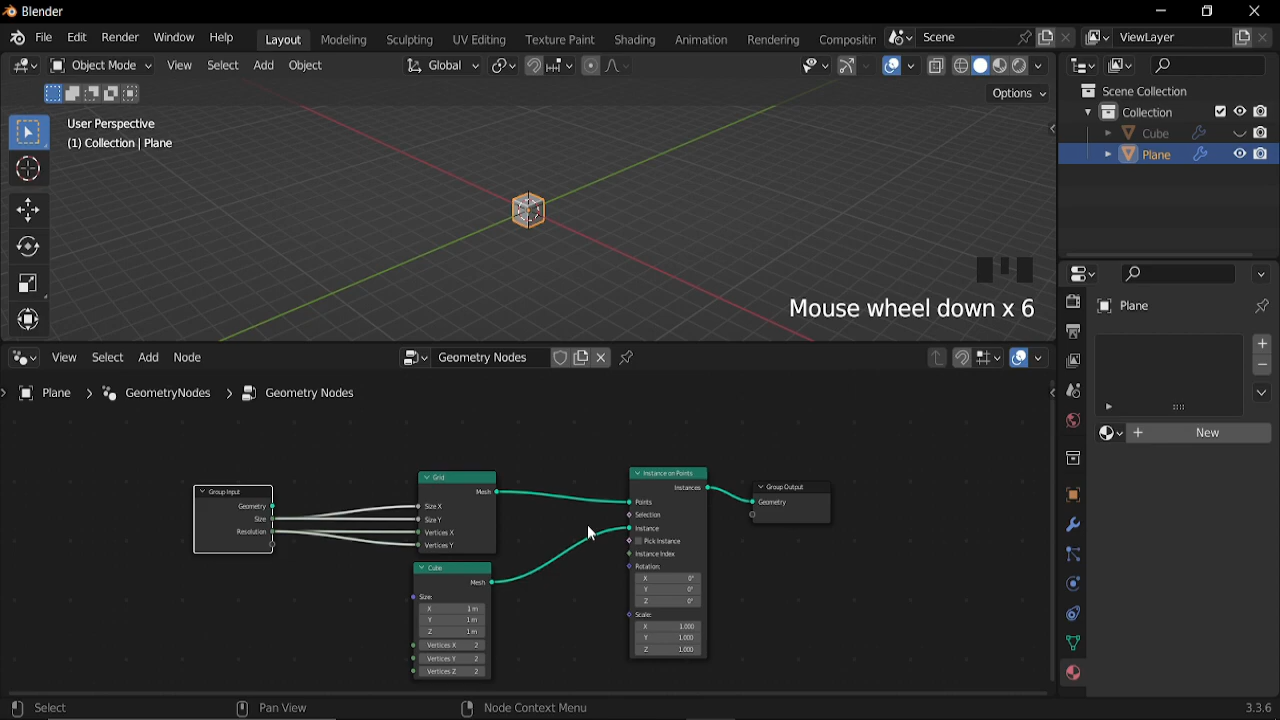 Blender
File Edit Render Window Help Layout Modeling Sculpting UV Editing Texture Paint Shading Animation Rendering Compositin Scene ViewLayer
Object Mode View Select Add Object Global
Options
User Perspective
(1) Collection | Plane
Scene Collection
Collection
Cube
Plane
Mouse wheel down x 6
View Select Add Node Geometry Nodes
Plane > GeometryNodes > Geometry Nodes
Group Input
Geometry
Size
Resolution
Grid
Mesh
Size X
Size Y
Vertices X
Vertices Y
Cube
Mesh
Size:
X 1 m
Y 1 m
Z 1 m
Vertices X 2
Vertices Y 2
Vertices Z 2
Instance on Points
Instances
Points
Selection
Instance
Pick Instance
Instance Index
Rotation:
X 0°
Y 0°
Z 0°
Scale:
X 1.000
Y 1.000
Z 1.000
Group Output
Geometry
Plane
New
Select Pan View Node Context Menu 3.3.6